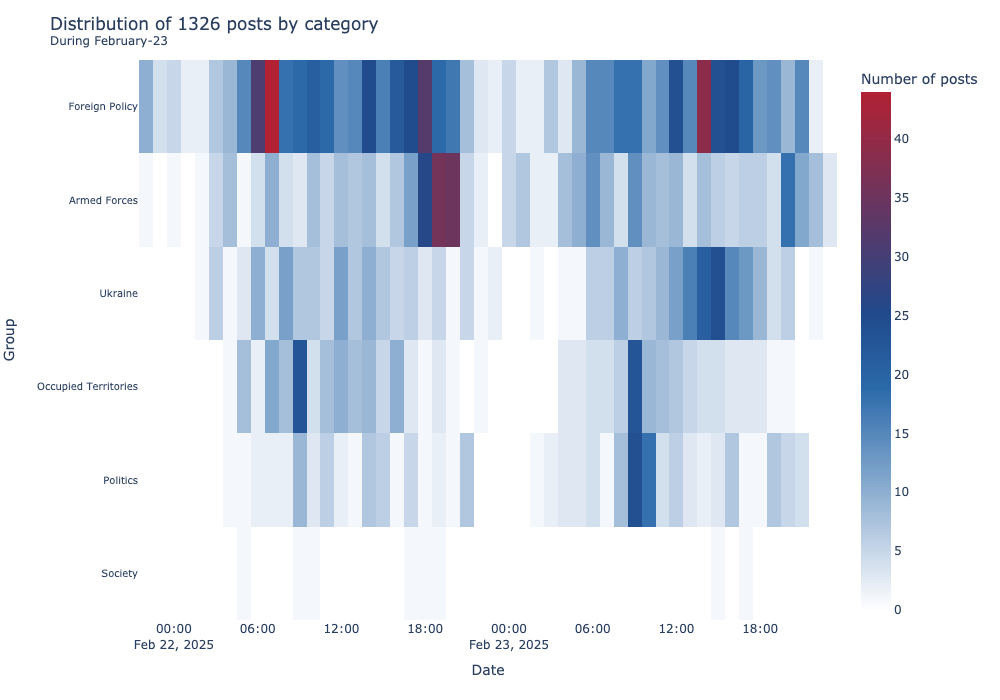 Distribution of 1326 posts by category
During February-23
Number of posts
Foreign Policy
Armed Forces
Ukraine
Occupied Territories
Politics
Society
Group
40
35
30
25
20
15
10
5
0
00:00 06:00 12:00 18:00 00:00 06:00 12:00 18:00
Feb 22, 2025 Feb 23, 2025
Date